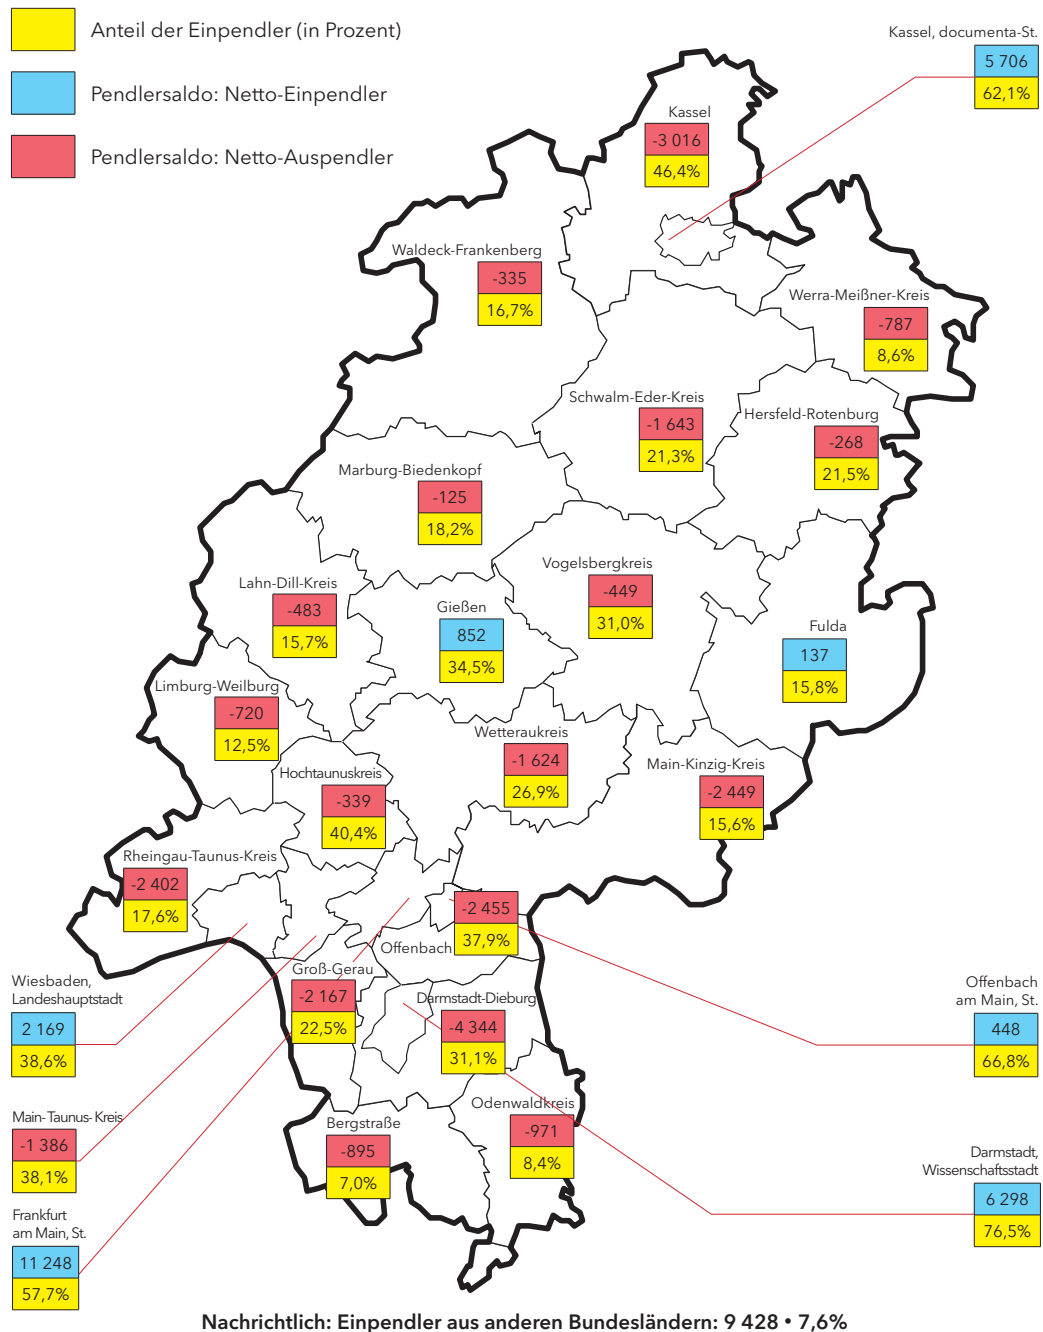 Anteil der Einpendler (in Prozent)
Pendlersaldo: Netto-Einpendler
Pendlersaldo: Netto-Auspendler
Kassel, documenta-St.
5 706
62,1%
Kassel
-3 016
46,4%
Waldeck-Frankenberg
-335
16,7%
Werra-Meißner-Kreis
-787
8,6%
Schwalm-Eder-Kreis
-1 643
21,3%
Hersfeld-Rotenburg
-268
21,5%
Marburg-Biedenkopf
-125
18,2%
Lahn-Dill-Kreis
-483
15,7%
Gießen
852
34,5%
Vogelsbergkreis
-449
31,0%
Fulda
137
15,8%
Limburg-Weilburg
-720
12,5%
Hochtaunuskreis
-339
40,4%
Wetteraukreis
-1 624
26,9%
Main-Kinzig-Kreis
-2 449
15,6%
Rheingau-Taunus-Kreis
-2 402
17,6%
Offenbach
-2 455
37,9%
Groß-Gerau
-2 167
22,5%
Darmstadt-Dieburg
-4 344
31,1%
Wiesbaden,
Landeshauptstadt
2 169
38,6%
Offenbach
am Main, St.
448
66,8%
Main-Taunus-Kreis
-1 386
38,1%
Bergstraße
-895
7,0%
Odenwaldkreis
-971
8,4%
Darmstadt,
Wissenschaftsstadt
6 298
76,5%
Frankfurt
am Main, St.
11 248
57,7%
Nachrichtlich: Einpendler aus anderen Bundesländern: 9 428 • 7,6%